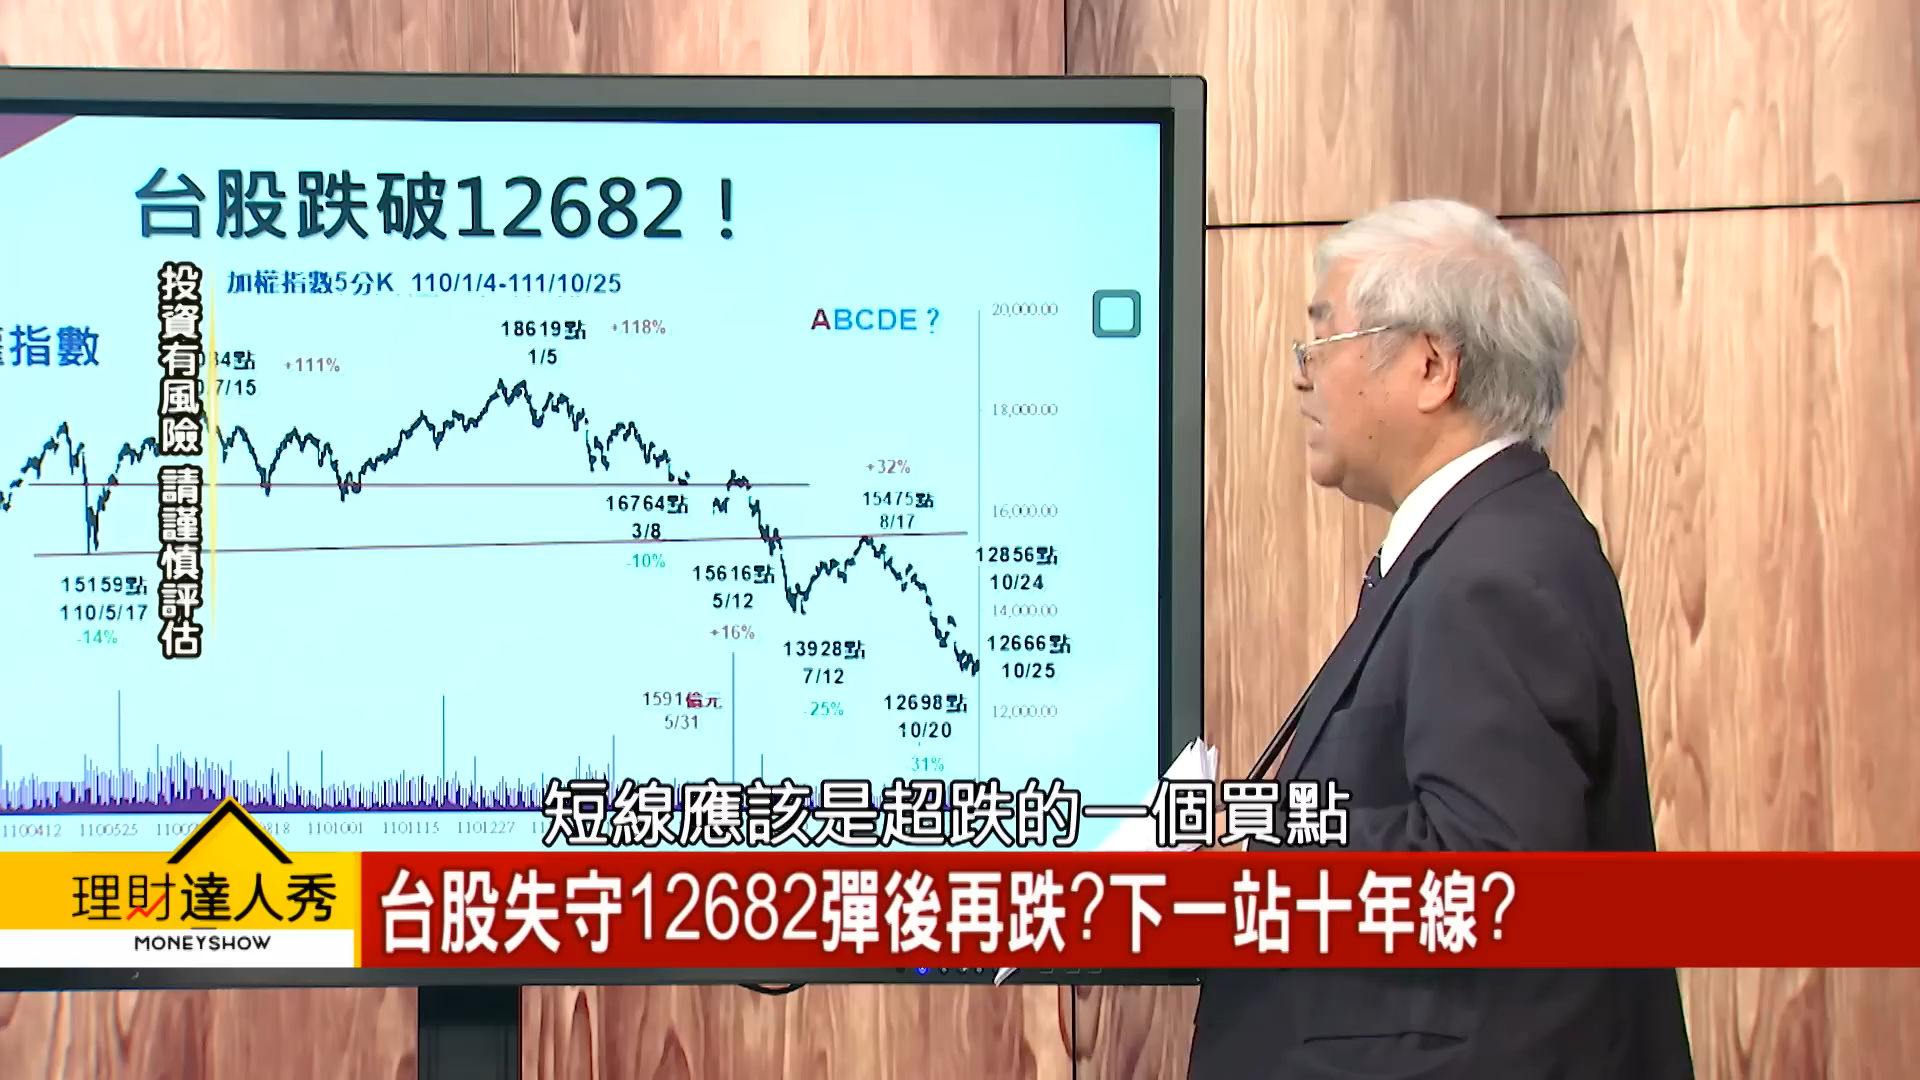 台股跌破12682！
加權指數5分K 110/1/4-111/10/25
ABCDE？
指數
投資有風險 請謹慎評估
+111%
7/15
18619點
1/5
+118%
20,000.00
18,000.00
16,000.00
14,000.00
12,000.00
+32%
15475點
8/17
16764點
3/8
-10%
12856點
10/24
15159點
110/5/17
-14%
15616點
5/12
+16%
13928點
7/12
-25%
12666點
10/25
1591億元
5/31
12698點
10/20
-31%
1100412 1100525 1101001 1101115 1101227
短線應該是超跌的一個買點
理財達人秀
MONEYSHOW
台股失守12682彈後再跌?下一站十年線?